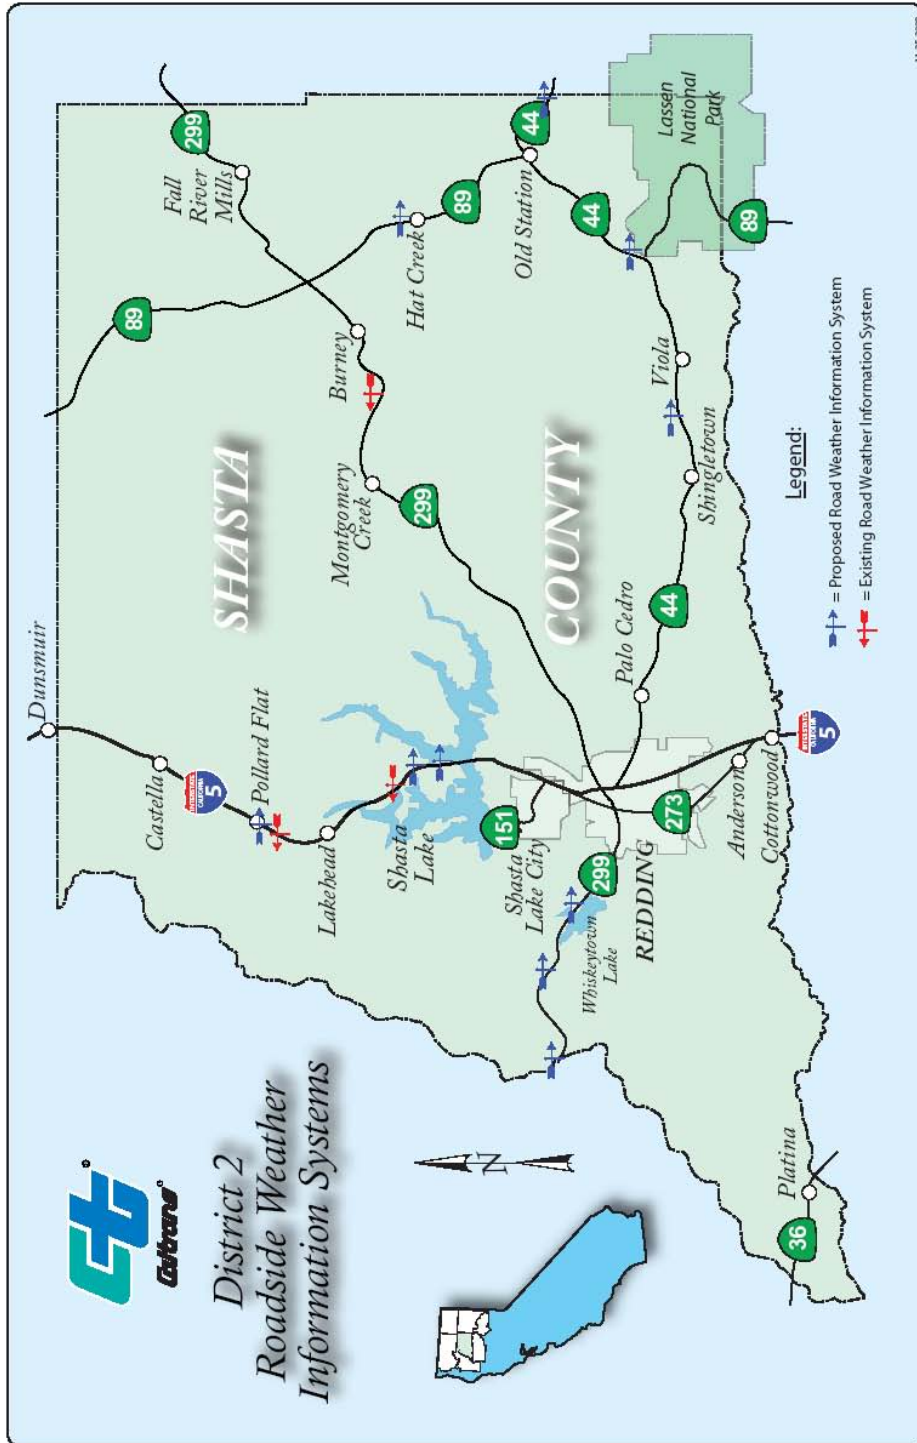 Caltrans®
District 2
Roadside Weather
Information Systems
N
Dunsmuir
Castella
5
Pollard Flat
Lakehead
Shasta
Lake
SHASTA
COUNTY
89
299
Fall
River
Mills
Burney
Montgomery
Creek
299
Hat Creek
89
44
Old Station
44
151
Shasta
Lake City
299
Whiskeytown
Lake
REDDING
273
Palo Cedro
44
Shingletown
Viola
Lassen
National
Park
89
Anderson
Cottonwood
INTERSTATE
CALIFORNIA
5
Platina
36
Legend:
= Proposed Road Weather Information System
= Existing Road Weather Information System